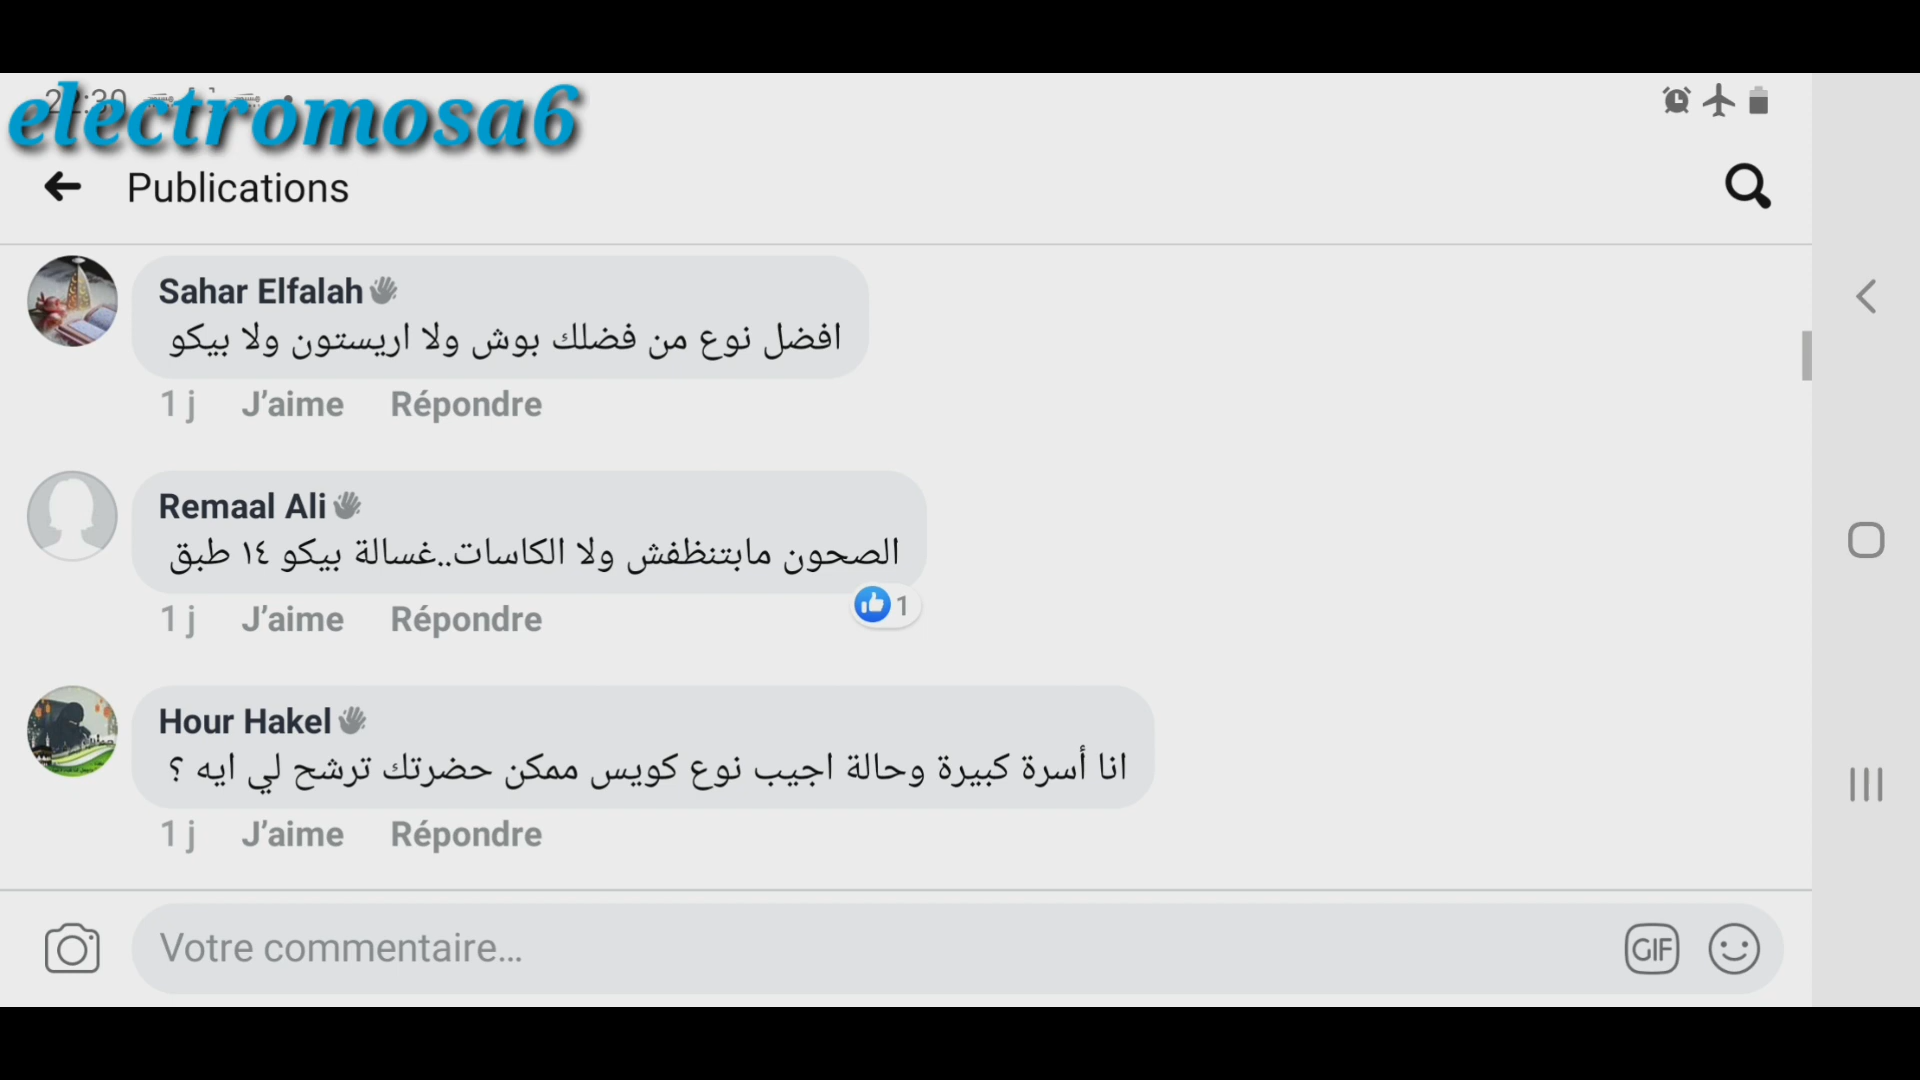 22:30
electromosa6
Publications
Sahar Elfalah
افضل نوع من فضلك بوش ولا اريستون ولا بيكو
1 j J’aime Répondre
Remaal Ali
الصحون مابتنظفش ولا الكاسات..غسالة بيكو ١٤ طبق
1 j J’aime Répondre
1
Hour Hakel
انا أسرة كبيرة وحالة اجيب نوع كويس ممكن حضرتك ترشح لي ايه ؟
1 j J’aime Répondre
Votre commentaire…
GIF